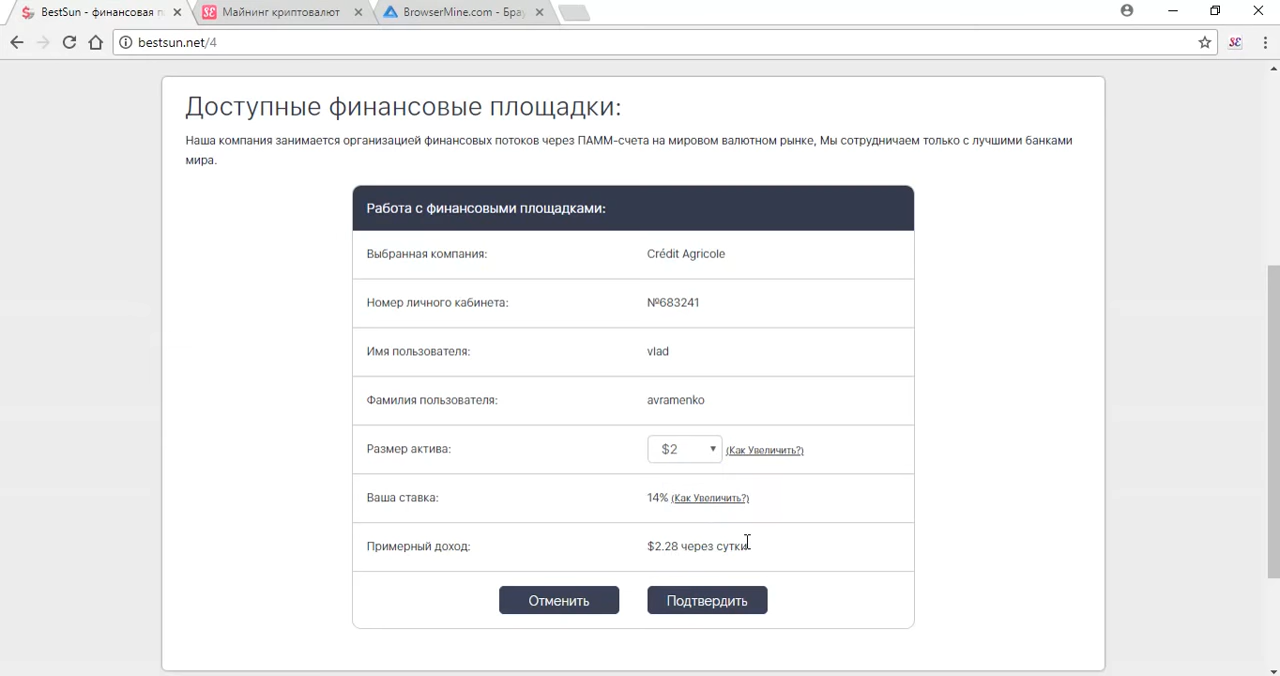 BestSun - финансовая п
Майнинг криптовалют
BrowserMine.com - Брау
bestsun.net/4
Доступные финансовые площадки:
Наша компания занимается организацией финансовых потоков через ПАММ-счета на мировом валютном рынке, Мы сотрудничаем только с лучшими банками
мира.
Работа с финансовыми площадками:
Выбранная компания: Crédit Agricole
Номер личного кабинета: №683241
Имя пользователя: vlad
Фамилия пользователя: avramenko
Размер актива: $2 (Как Увеличить?)
Ваша ставка: 14% (Как Увеличить?)
Примерный доход: $2.28 через сутки
Отменить Подтвердить